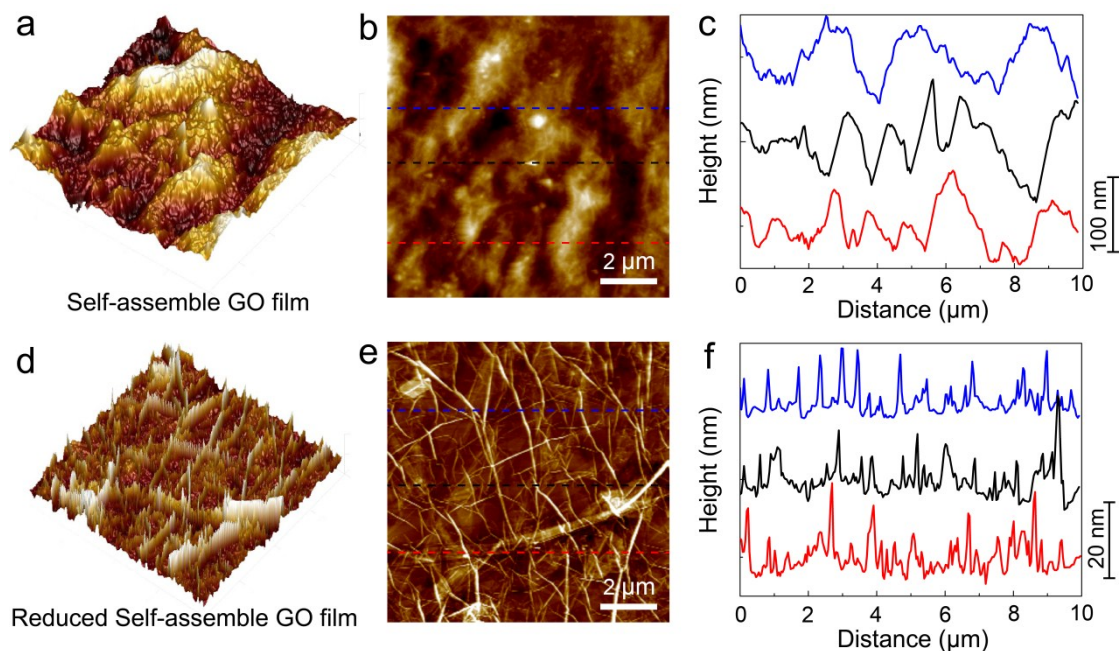 a
b
c
Height (nm)
100 nm
2 µm
0 2 4 6 8 10
Distance (µm)
Self-assemble GO film
d
e
f
Height (nm)
20 nm
2 µm
0 2 4 6 8 10
Distance (µm)
Reduced Self-assemble GO film